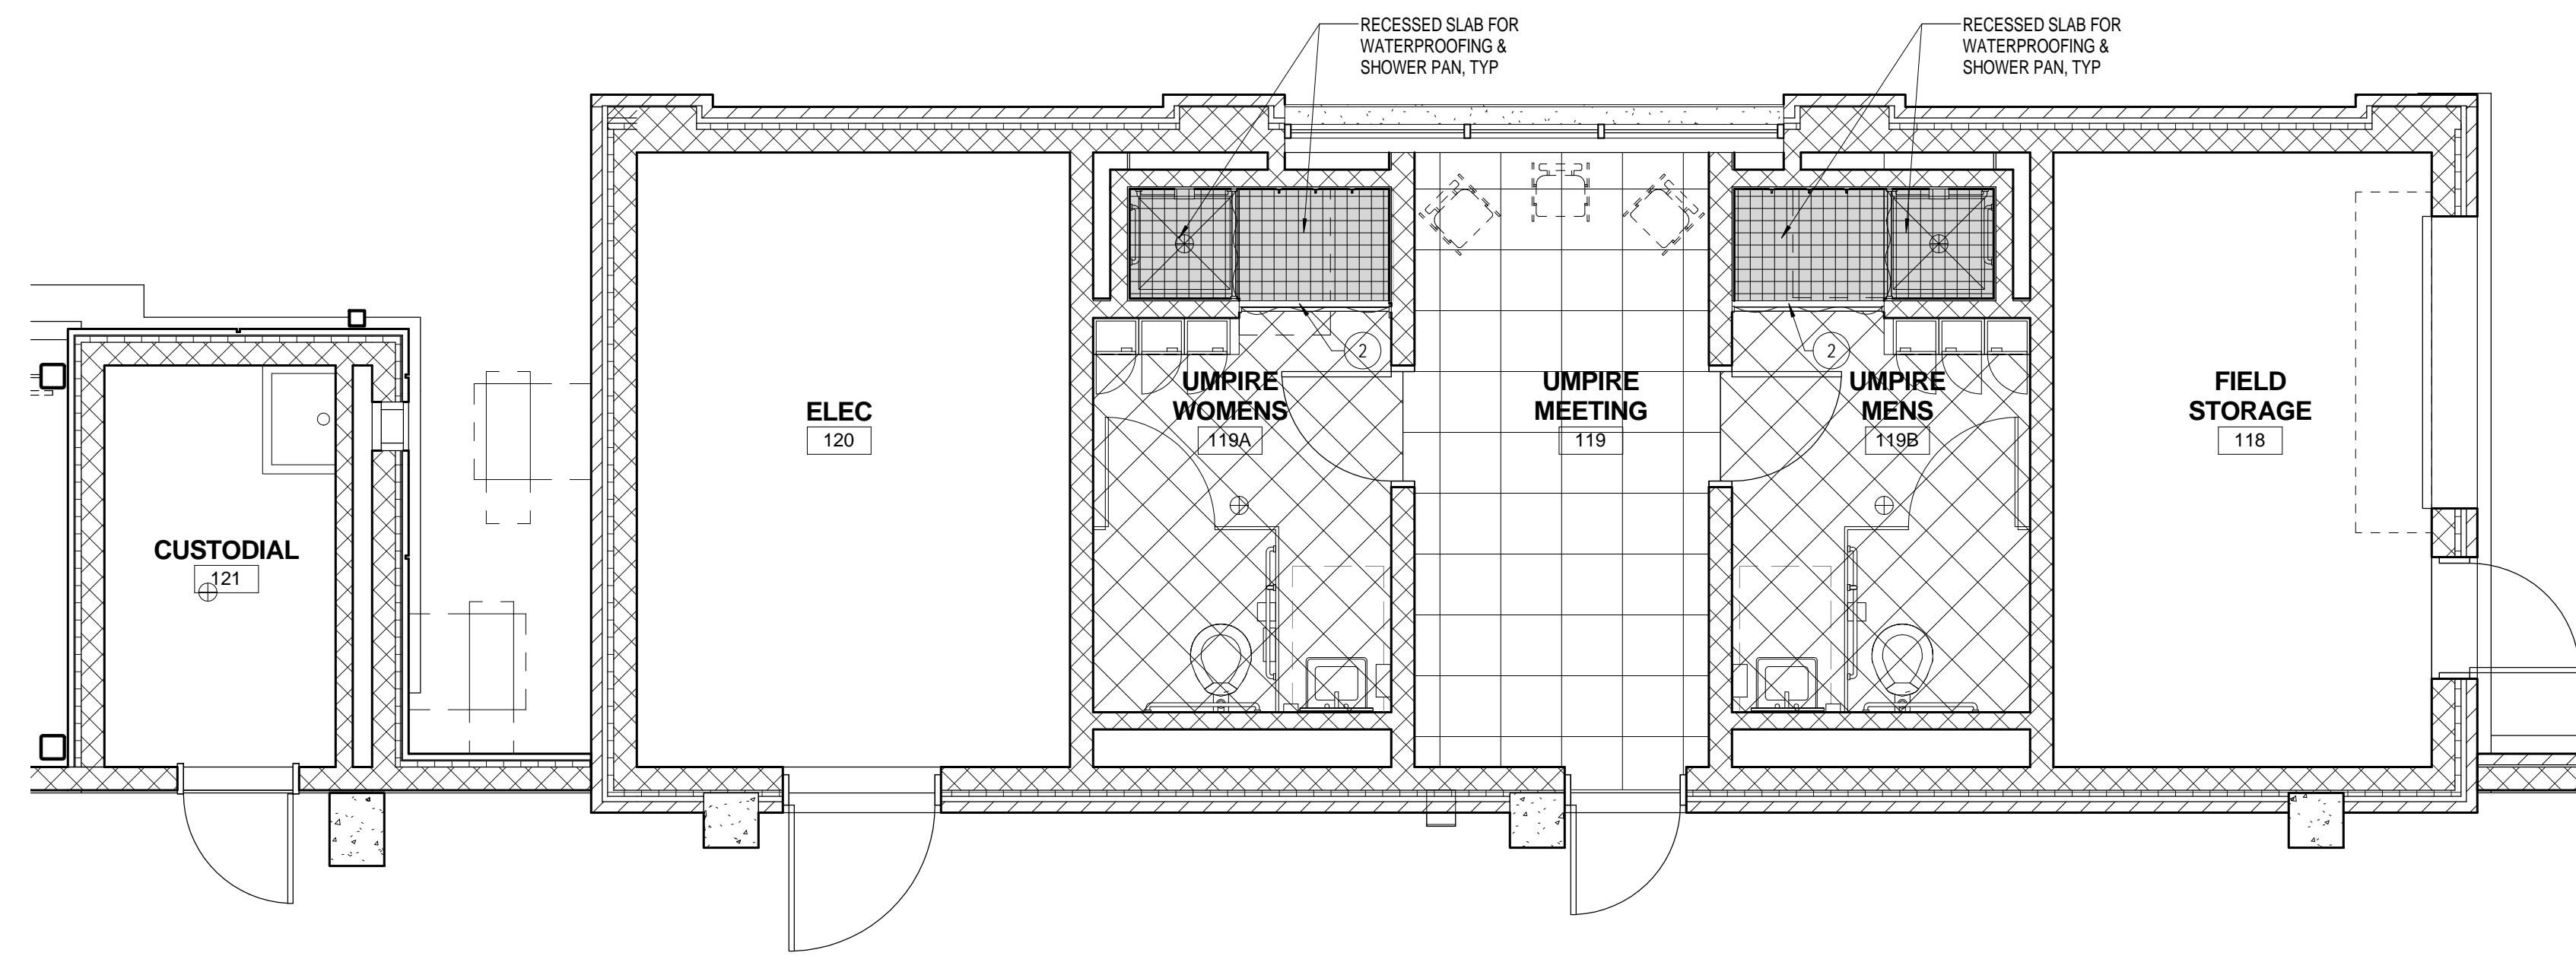 RECESSED SLAB FOR
WATERPROOFING &
SHOWER PAN, TYP
RECESSED SLAB FOR
WATERPROOFING &
SHOWER PAN, TYP
2
2
UMPIRE
WOMENS
119A
UMPIRE
MEETING
119
UMPIRE
MENS
119B
FIELD
STORAGE
118
ELEC
120
CUSTODIAL
121